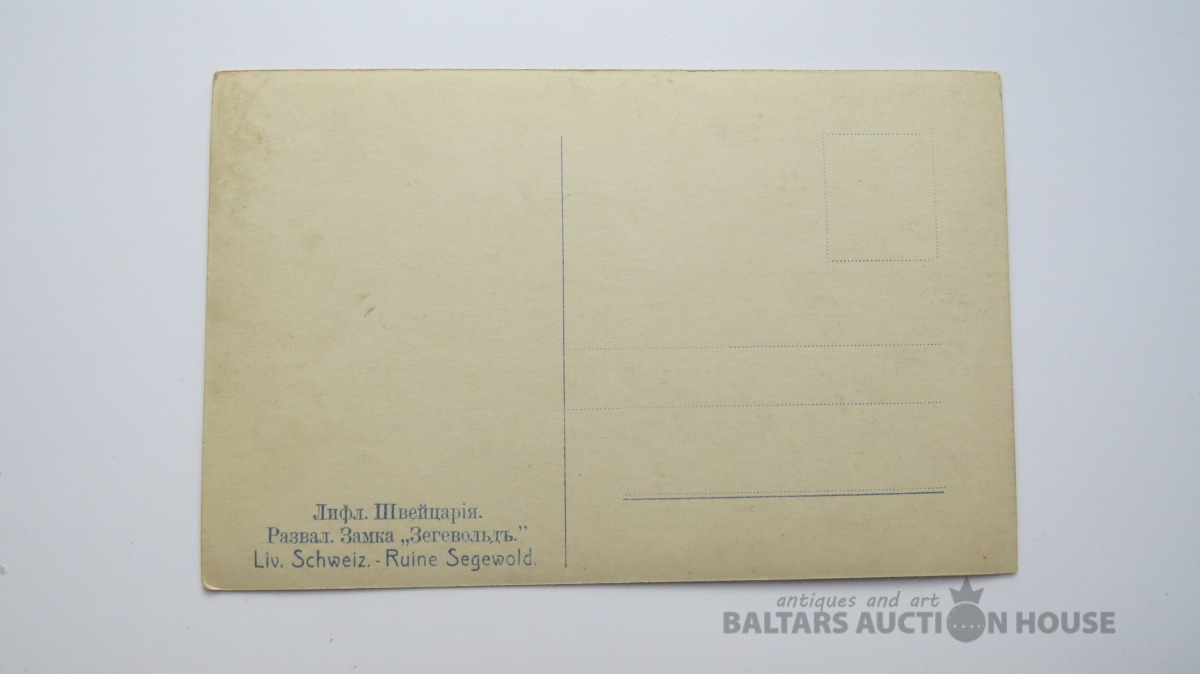 Лифл. Швейцарія.
Развал. Замка „Зегевольдъ.”
Liv. Schweiz. - Ruine Segewold.
antiques and art
BALTARS AUCTION HOUSE